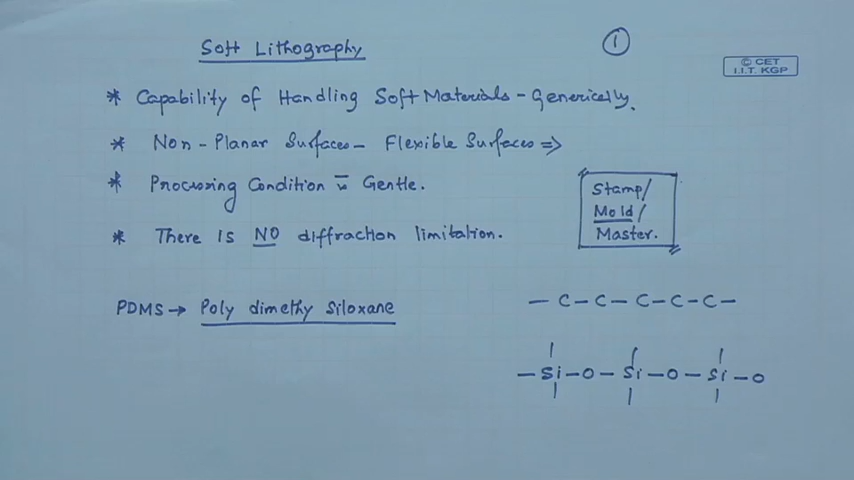 Soft Lithography
1
© CET
I.I.T. KGP
* Capability of Handling Soft Materials - Generically.
* Non-Planar Surfaces - Flexible Surfaces ⇒
* Processing Condition is Gentle.
Stamp/
Mold/
Master.
* There is NO diffraction limitation.
PDMS → Poly dimethy Siloxane
- C - C - C - C - C -
- Si - O - Si - O - Si - O